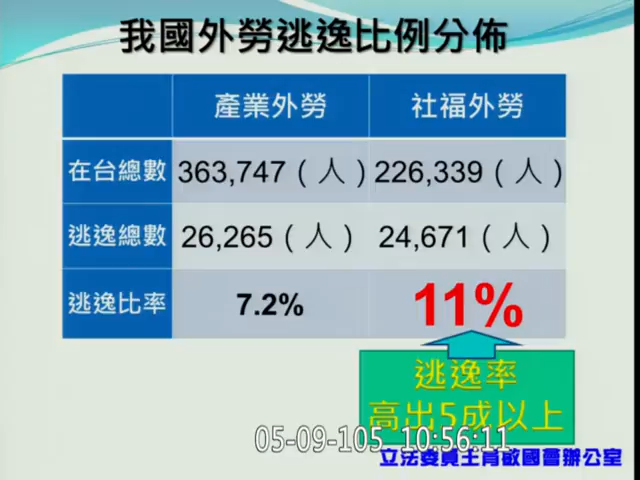 我國外勞逃逸比例分佈
產業外勞 社福外勞
在台總數 363,747（人） 226,339（人）
逃逸總數 26,265（人） 24,671（人）
逃逸比率 7.2% 11%
逃逸率
高出5成以上
05-09-105 10:56:11
立法委員王育敏國會辦公室